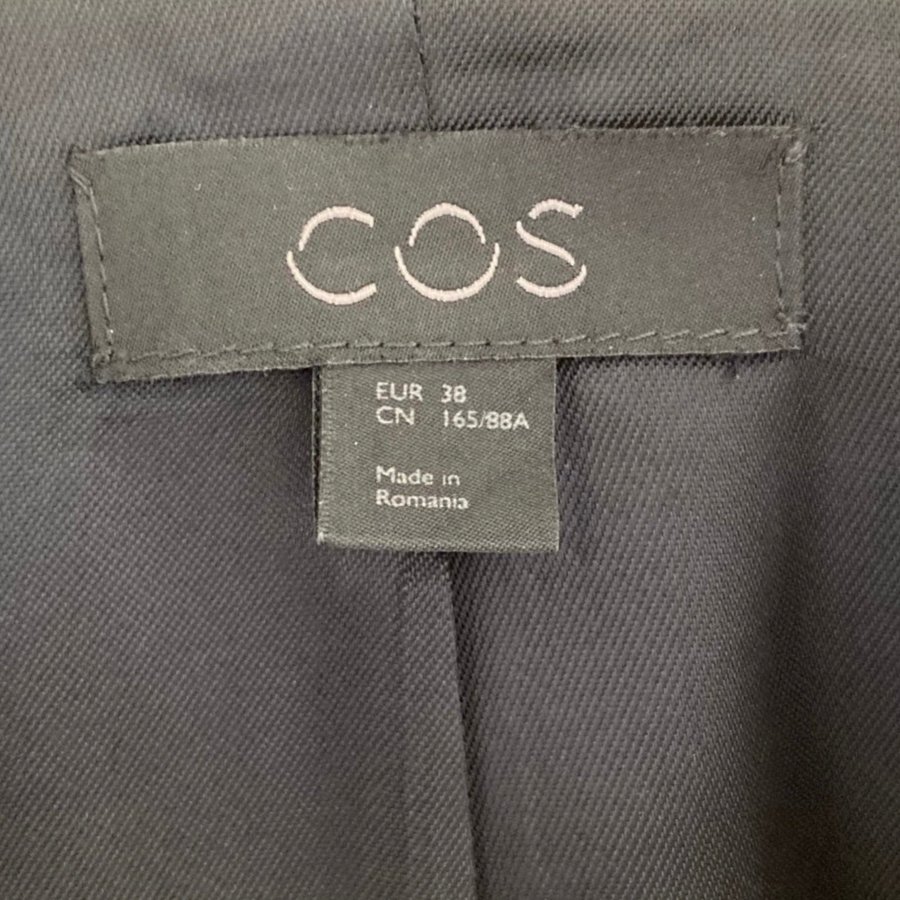 COS
EUR 38
CN 165/88A
Made in
Romania